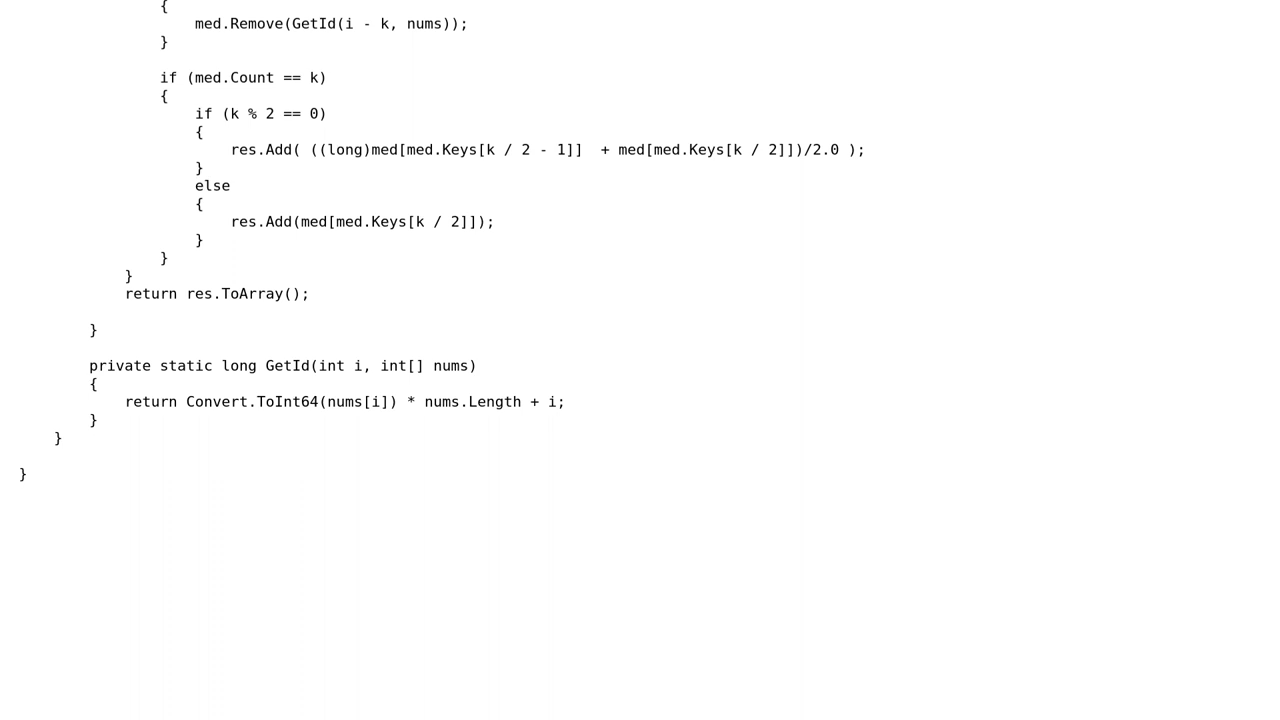 {
med.Remove(GetId(i - k, nums));
}
if (med.Count == k)
{
if (k % 2 == 0)
{
res.Add( ((long)med[med.Keys[k / 2 - 1]]  + med[med.Keys[k / 2]])/2.0 );
}
else
{
res.Add(med[med.Keys[k / 2]]);
}
}
}
return res.ToArray();
}
private static long GetId(int i, int[] nums)
{
return Convert.ToInt64(nums[i]) * nums.Length + i;
}
}
}